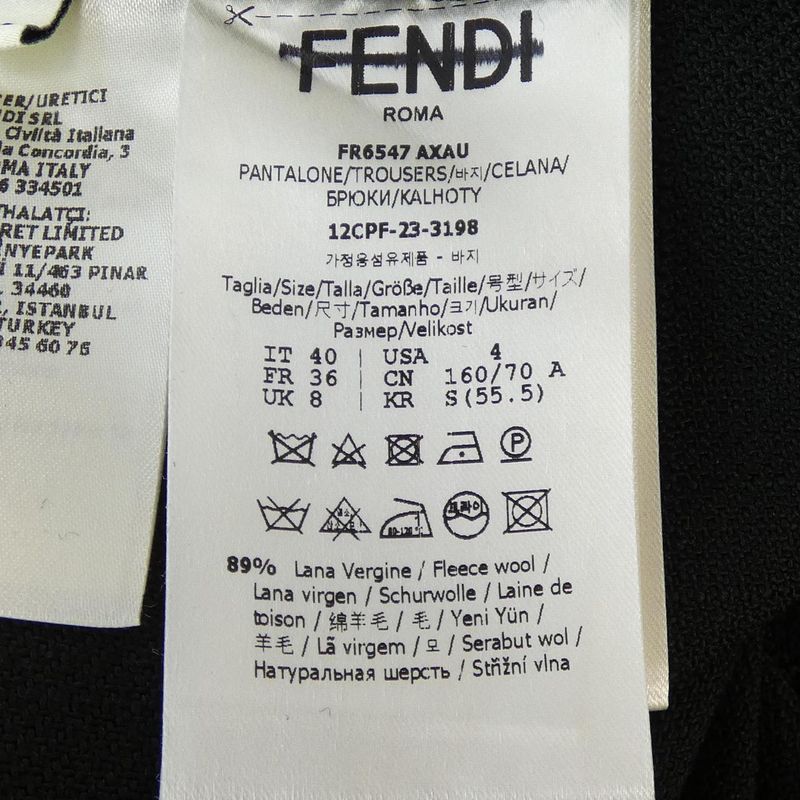 ER/URETICI
DI SRL
Civiltà Italiana
a Concordia, 3
MA ITALY
6 334501
THALATÇI:
RET LIMITED
NYEPARK
11/463 PINAR
34460
, ISTANBUL
TURKEY
345 60 76
FENDI
ROMA
FR6547 AXAU
PANTALONE/TROUSERS/바지/CELANA/
БРЮКИ/KALHOTY
12CPF-23-3198
가정용섬유제품 - 바지
Taglia/Size/Talla/Größe/Taille/号型/サイズ/
Beden/尺寸/Tamanho/크기/Ukuran/
Размер/Velikost
IT 40 | USA 4
FR 36 | CN 160/70 A
UK 8 | KR S(55.5)
P
드라이
89% Lana Vergine / Fleece wool /
Lana virgen / Schurwolle / Laine de
toison / 绵羊毛 / 毛 / Yeni Yün /
羊毛 / Lã virgem / 모 / Serabut wol /
Натуральная шерсть / Střižní vlna